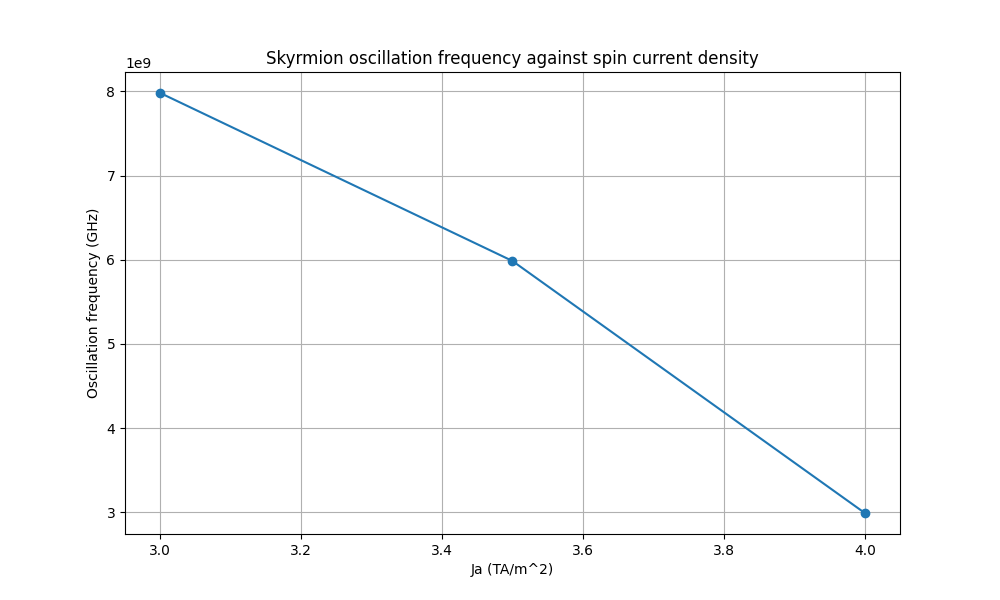 Skyrmion oscillation frequency against spin current density
1e9
8
7
6
5
4
3
Oscillation frequency (GHz)
3.0 3.2 3.4 3.6 3.8 4.0
Ja (TA/m^2)